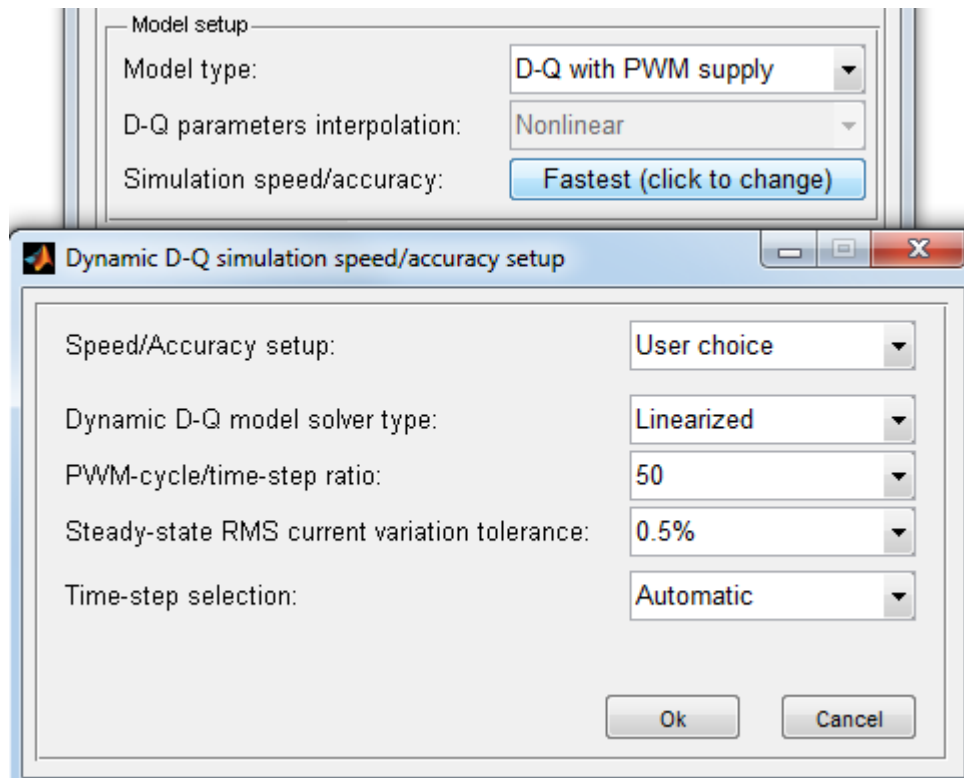 Model setup
Model type: D-Q with PWM supply
D-Q parameters interpolation: Nonlinear
Simulation speed/accuracy: Fastest (click to change)
Dynamic D-Q simulation speed/accuracy setup
Speed/Accuracy setup: User choice
Dynamic D-Q model solver type: Linearized
PWM-cycle/time-step ratio: 50
Steady-state RMS current variation tolerance: 0.5%
Time-step selection: Automatic
Ok Cancel